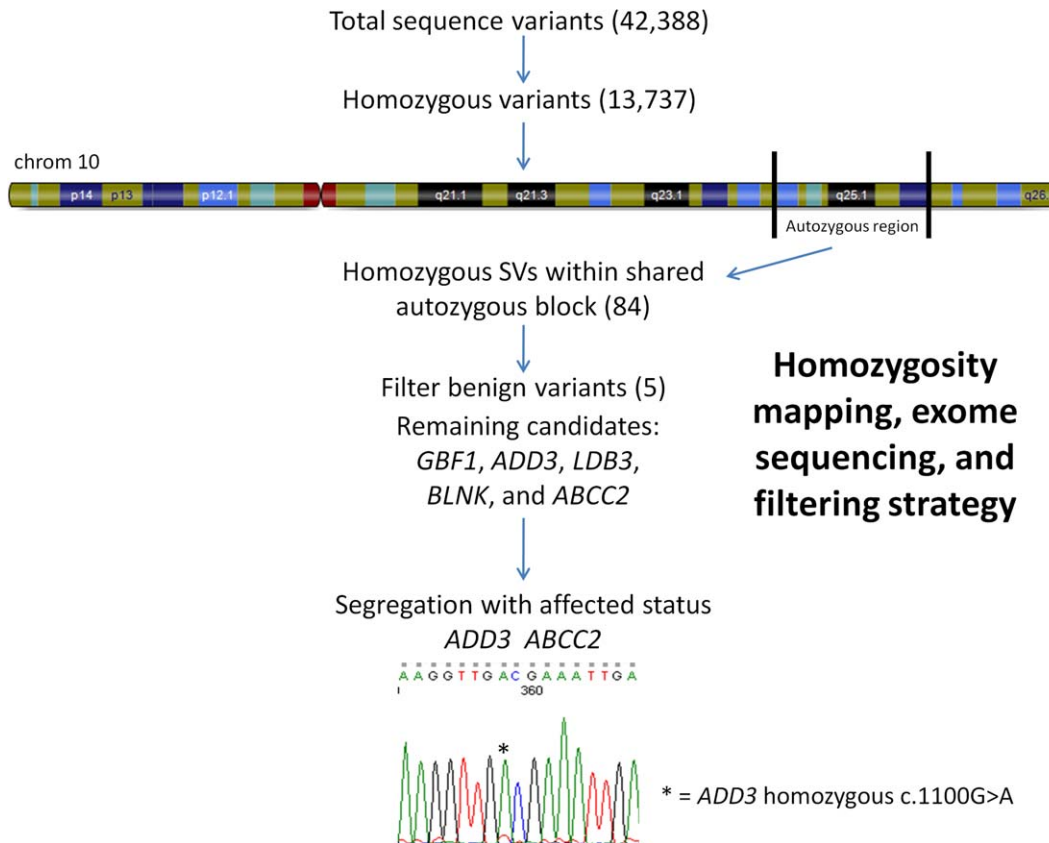 Total sequence variants (42,388)
Homozygous variants (13,737)
chrom 10
p14 p13 p12.1 q21.1 q21.3 q23.1 q25.1 q26.
Autozygous region
Homozygous SVs within shared
autozygous block (84)
Filter benign variants (5)
Remaining candidates:
GBF1, ADD3, LDB3,
BLNK, and ABCC2
Homozygosity
mapping, exome
sequencing, and
filtering strategy
Segregation with affected status
ADD3 ABCC2
A A G G T T G A C G A A A T T G A
360
*
* = ADD3 homozygous c.1100G>A